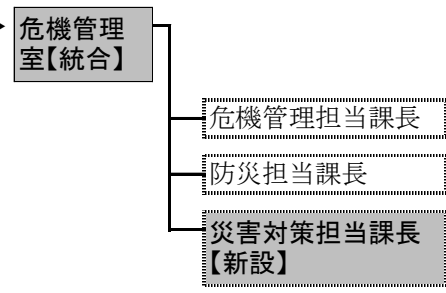 危機管理
室【統合】
危機管理担当課長
防災担当課長
災害対策担当課長
【新設】